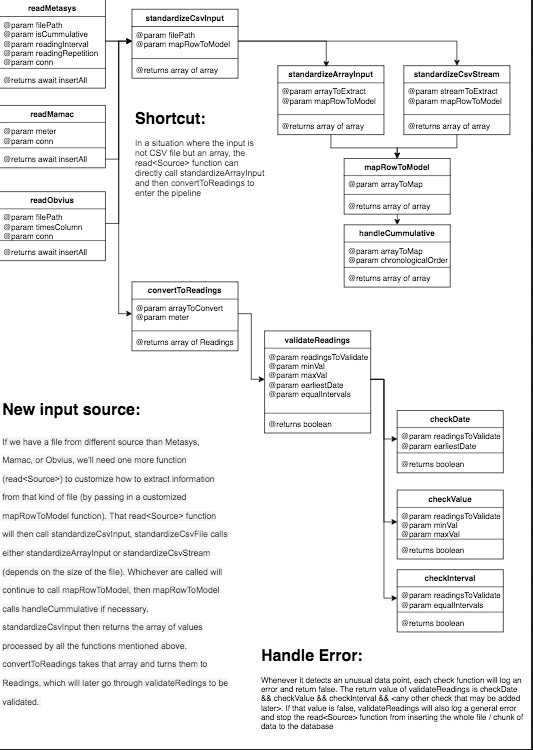 readMetasys
@param filePath
@param isCummulative
@param readingInterval
@param readingRepetition
@param conn
@returns await insertAll
readMamac
@param meter
@param conn
@returns await insertAll
readObvius
@param filePath
@param timesColumn
@param conn
@returns await insertAll
standardizeCsvInput
@param filePath
@param mapRowToModel
@returns array of array
standardizeArrayInput
@param arrayToExtract
@param mapRowToModel
@returns array of array
standardizeCsvStream
@param streamToExtract
@param mapRowToModel
@returns array of array
Shortcut:
In a situation where the input is
not CSV file but an array, the
read<Source> function can
directly call standardizeArrayInput
and then convertToReadings to
enter the pipeline
mapRowToModel
@param arrayToMap
@returns array of array
handleCummulative
@param arrayToMap
@param chronologicalOrder
@returns array of array
convertToReadings
@param arrayToConvert
@param meter
@returns array of Readings
validateReadings
@param readingsToValidate
@param minVal
@param maxVal
@param earliestDate
@param equalIntervals
@returns boolean
checkDate
@param readingsToValidate
@param earliestDate
@returns boolean
checkValue
@param readingsToValidate
@param minVal
@param maxVal
@returns boolean
checkInterval
@param readingsToValidate
@param equalIntervals
@returns boolean
New input source:
If we have a file from different source than Metasys,
Mamac, or Obvius, we'll need one more function
(read<Source>) to customize how to extract information
from that kind of file (by passing in a customized
mapRowToModel function). That read<Source> function
will then call standardizeCsvInput, standardizeCsvFile calls
either standardizeArrayInput or standardizeCsvStream
(depends on the size of the file). Whichever are called will
continue to call mapRowToModel, then mapRowToModel
calls handleCummulative if necessary.
standardizeCsvInput then returns the array of values
processed by all the functions mentioned above.
convertToReadings takes that array and turns them to
Readings, which will later go through validateRedings to be
validated.
Handle Error:
Whenever it detects an unusual data point, each check function will log an
error and return false. The return value of validateReadings is checkDate
&& checkValue && checkInterval && <any other check that may be added
later>. If that value is false, validateReadings will also log a general error
and stop the read<Source> function from inserting the whole file / chunk of
data to the database